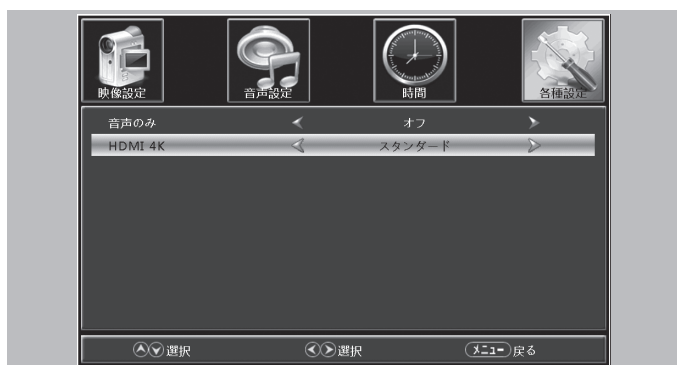 映像設定
音声設定
時間
各種設定
音声のみ オフ
HDMI 4K スタンダード
選択 選択 メニュー 戻る